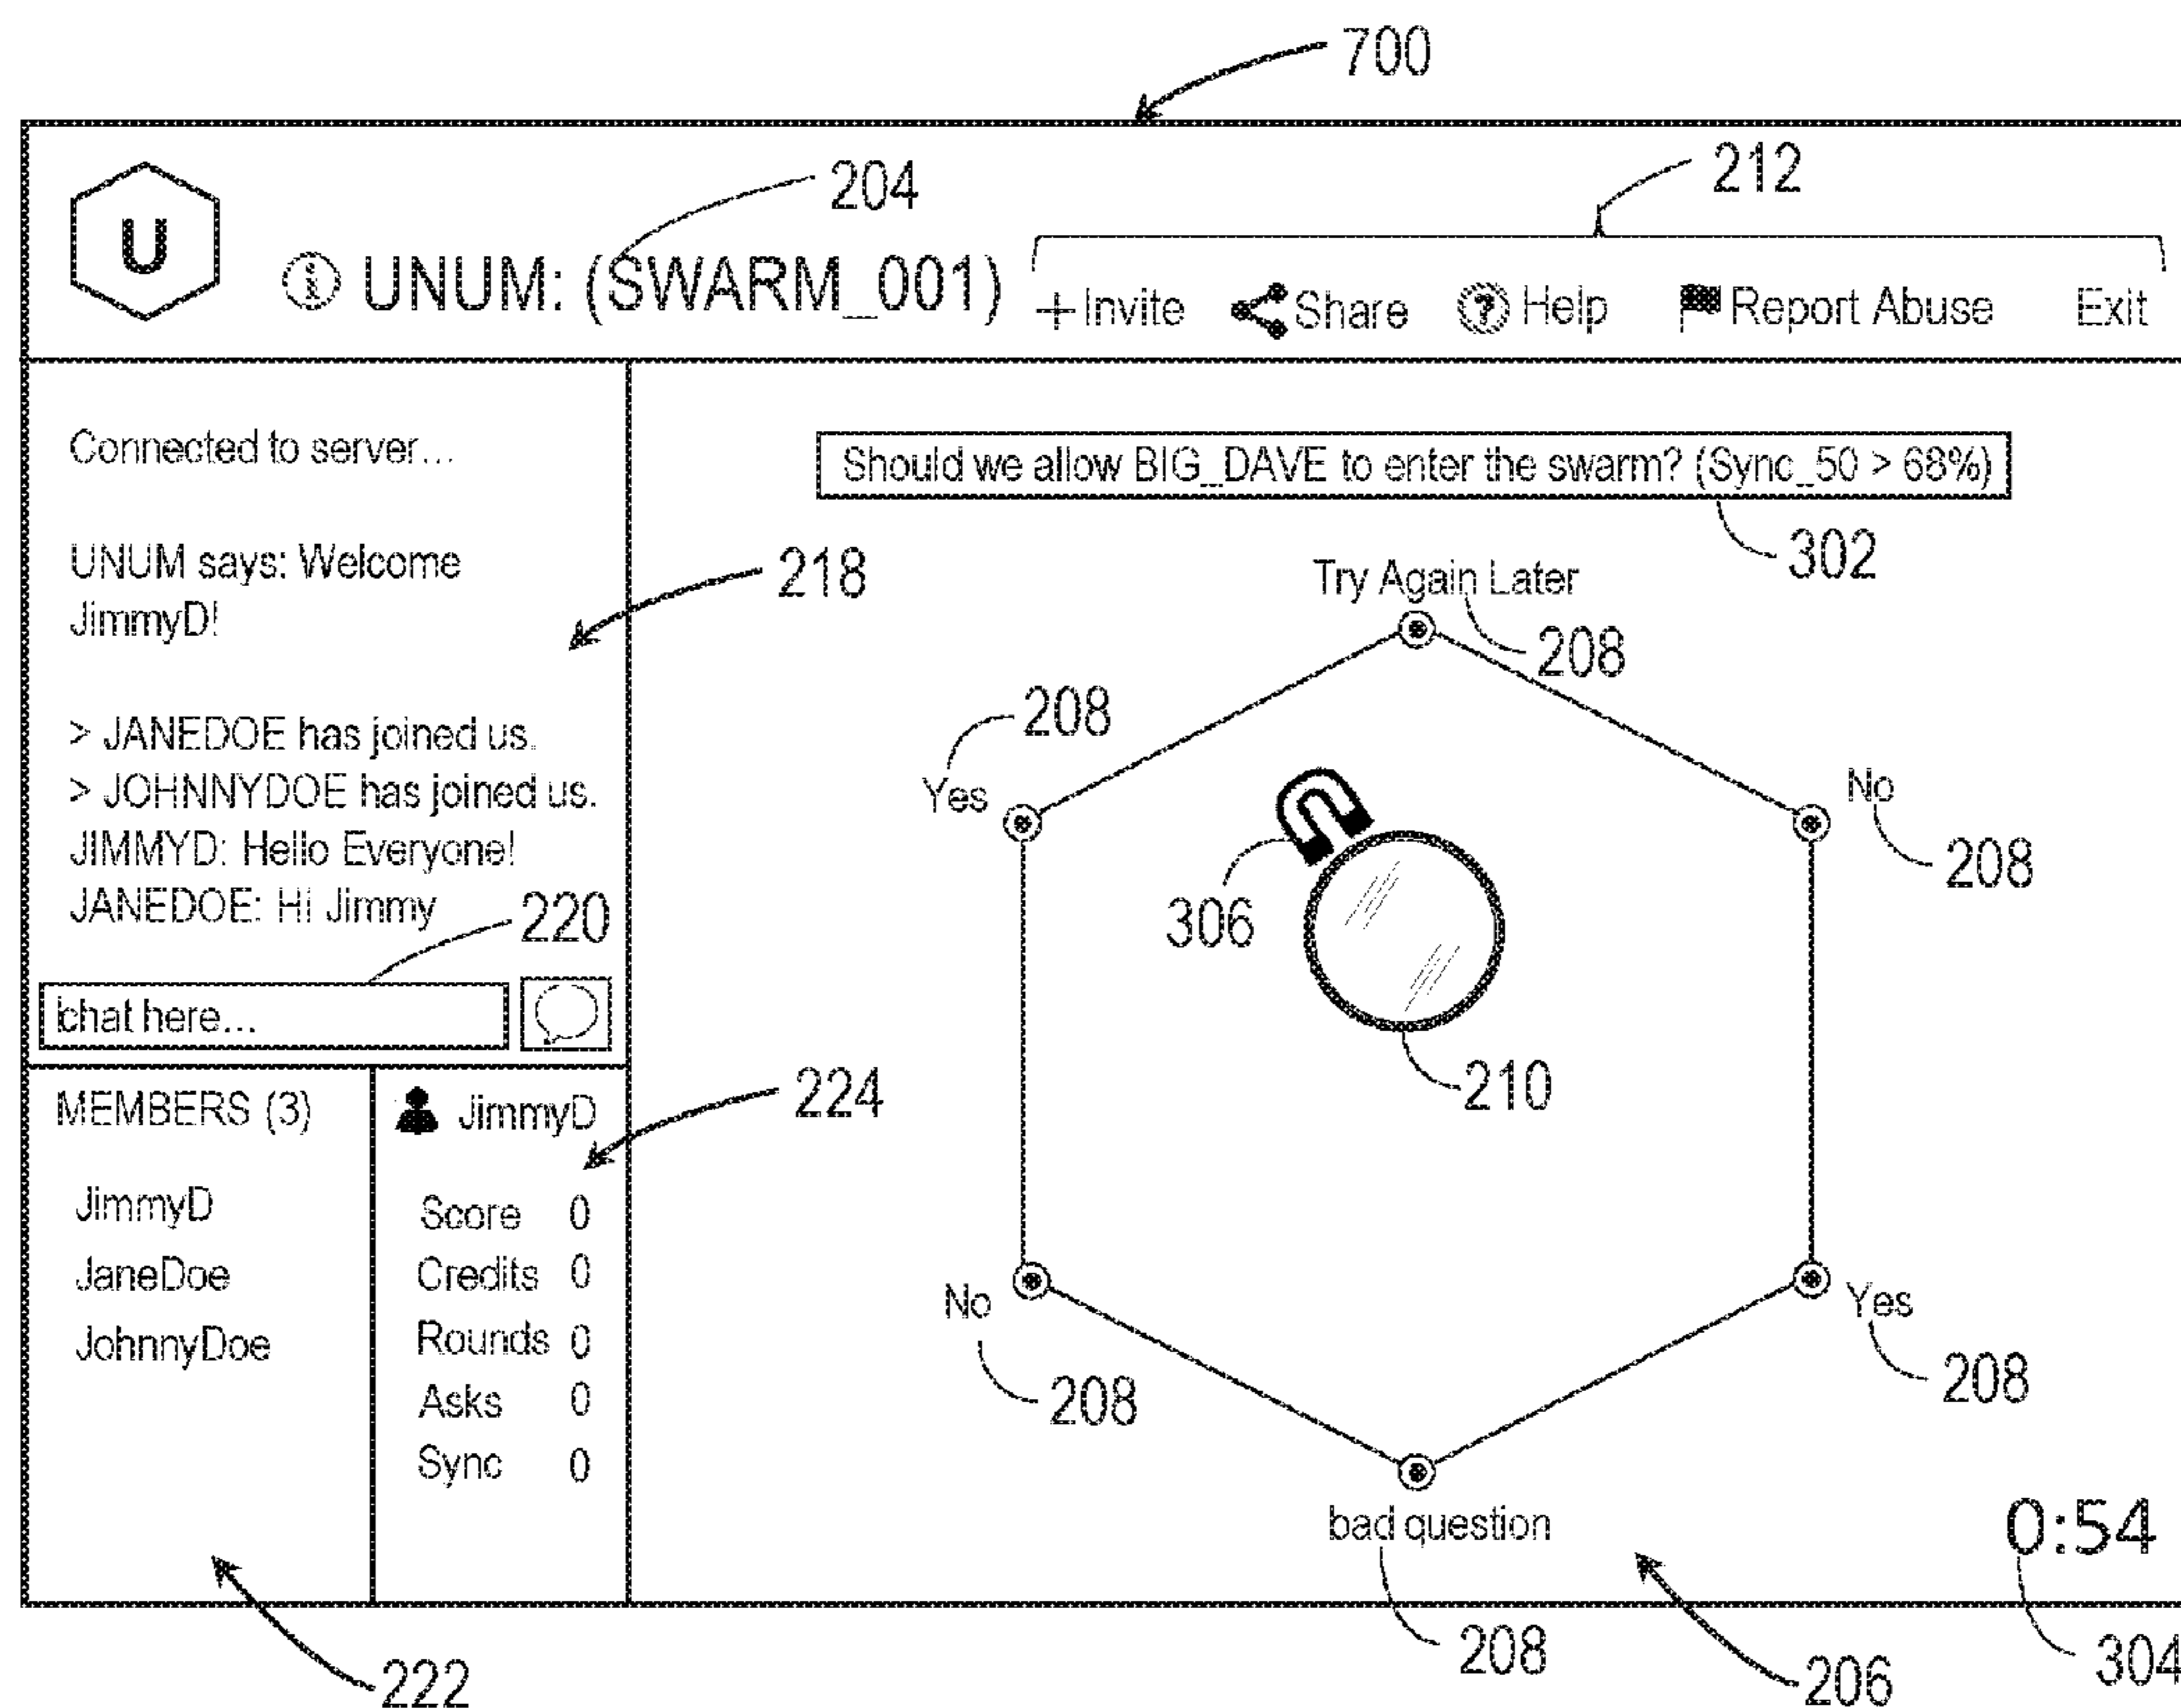 700
204
212
U
i UNUM: (SWARM_001)
+Invite Share ? Help Report Abuse Exit
Connected to server...
UNUM says: Welcome
JimmyD!
> JANEDOE has joined us.
> JOHNNYDOE has joined us.
JIMMYD: Hello Everyone!
JANEDOE: Hi Jimmy
218
220
chat here...
MEMBERS (3)
JimmyD
JaneDoe
JohnnyDoe
222
JimmyD
224
Score 0
Credits 0
Rounds 0
Asks 0
Sync 0
Should we allow BIG_DAVE to enter the swarm? (Sync_50 > 68%)
302
Try Again Later
208
208
Yes
No
208
306
210
No
208
Yes
208
bad question
208
206
0:54
304